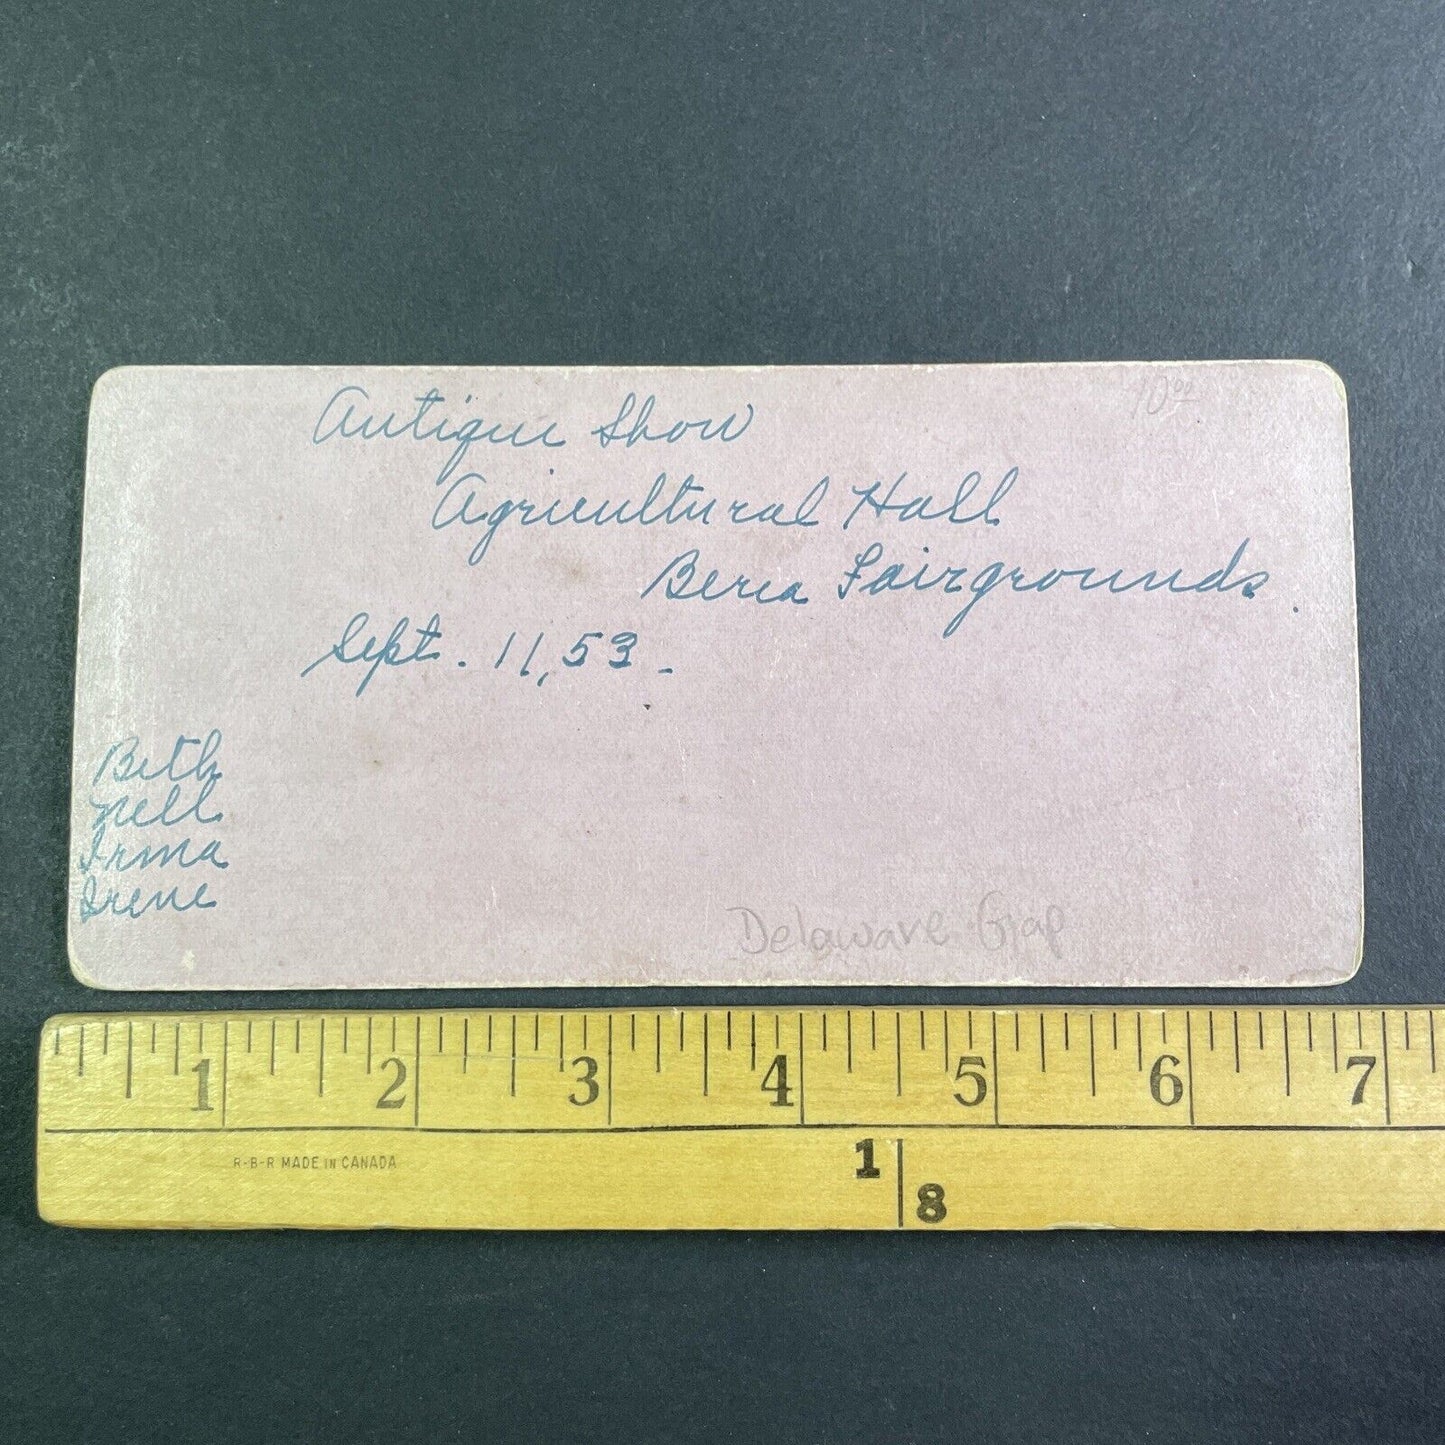 10.00
Antique Show
Agricultural Hall
Berea Fairgrounds.
Sept. 11, 53.
Beth
Nell
Irma
Irene
Delaware Gap
1 2 3 4 5 6 7
R-B-R MADE IN CANADA
1
8